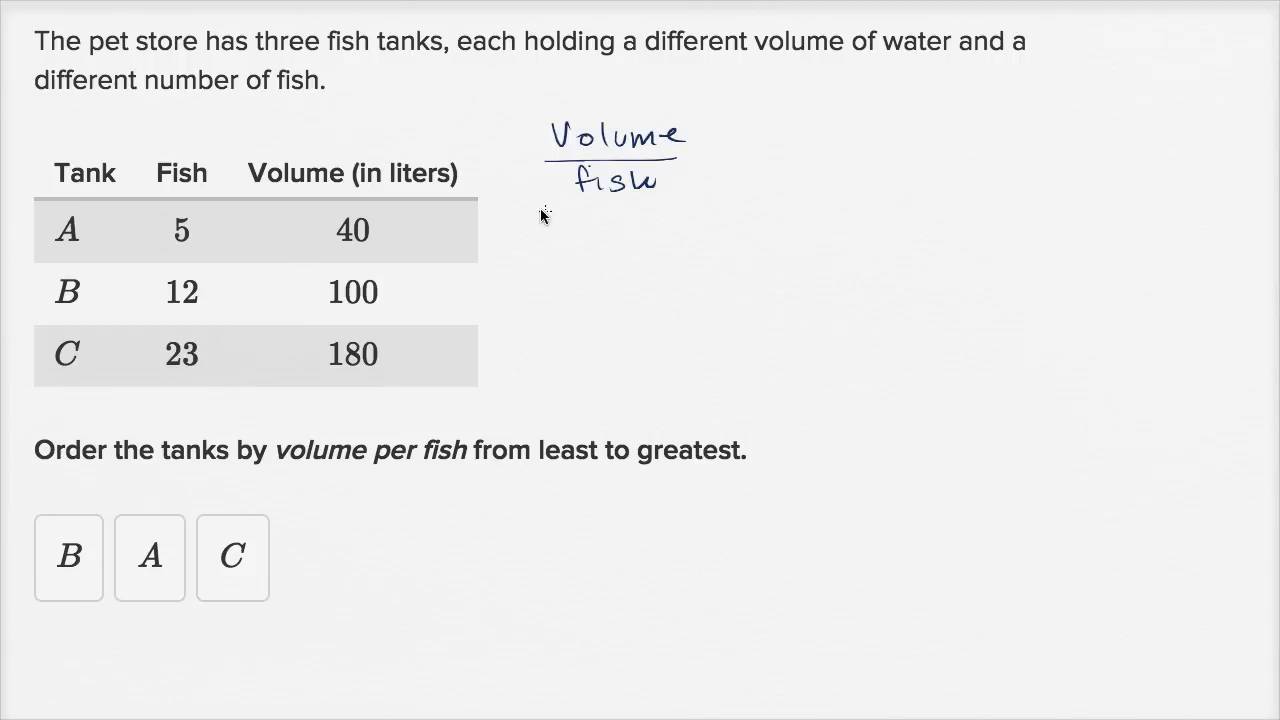 The pet store has three fish tanks, each holding a different volume of water and a
different number of fish.
Volume
fish
Tank Fish Volume (in liters)
A 5 40
B 12 100
C 23 180
Order the tanks by volume per fish from least to greatest.
B A C